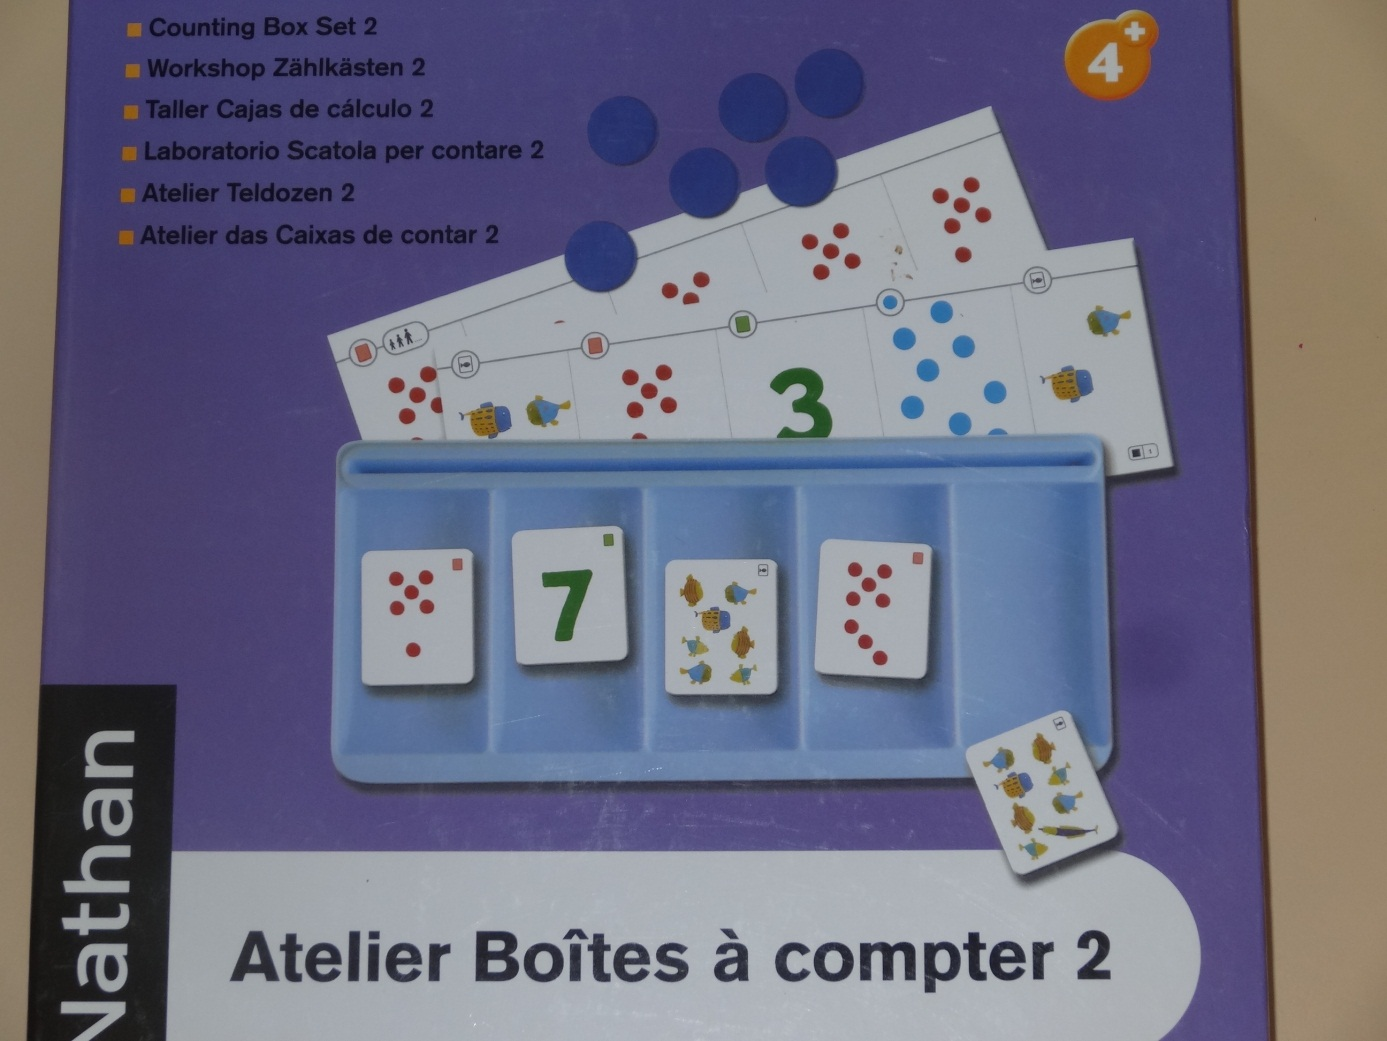 Counting Box Set 2
Workshop Zählkästen 2
Taller Cajas de cálculo 2
Laboratorio Scatola per contare 2
Atelier Teldozen 2
Atelier das Caixas de contar 2
4+
3
1
7
Nathan
Atelier Boîtes à compter 2